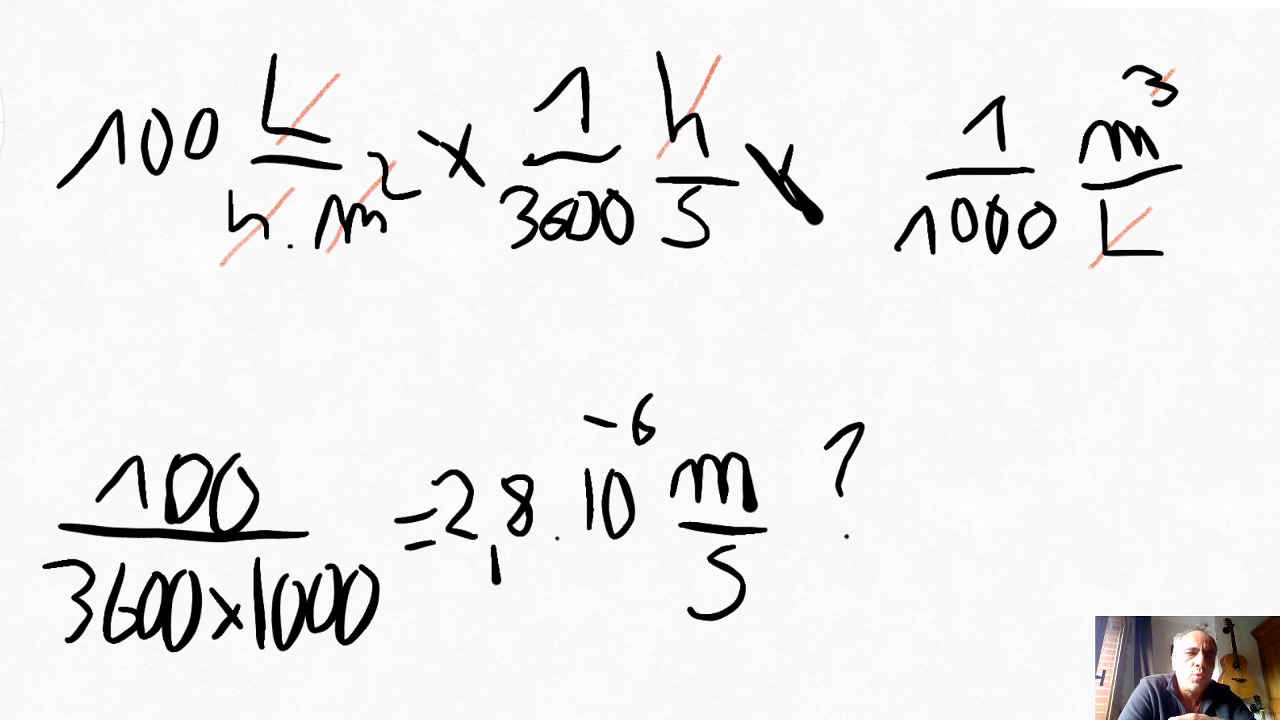 100 L/h.m² × 1/3600 h/s × 1/1000 m³/L
100/3600×1000 = 2,8 . 10⁻⁶ m/s ?